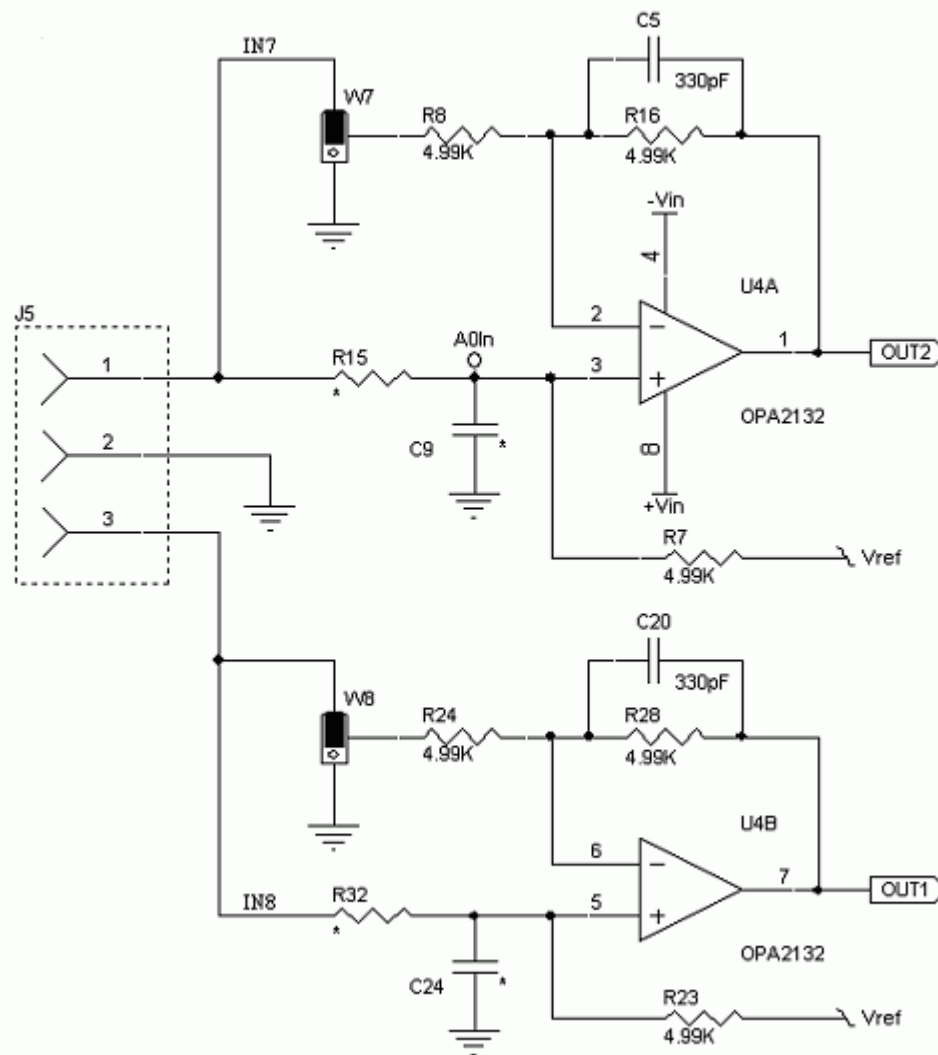 C5
IN7
330pF
W7
R8
R16
4.99K
4.99K
-Vin
4
U4A
J5
2
−
1
A0In
OUT2
1
R15
3
+
*
OPA2132
C9
*
2
8
3
+Vin
R7
Vref
4.99K
C20
330pF
W8
R24
R28
4.99K
4.99K
U4B
6
−
7
OUT1
IN8
R32
5
+
*
OPA2132
C24
*
R23
Vref
4.99K